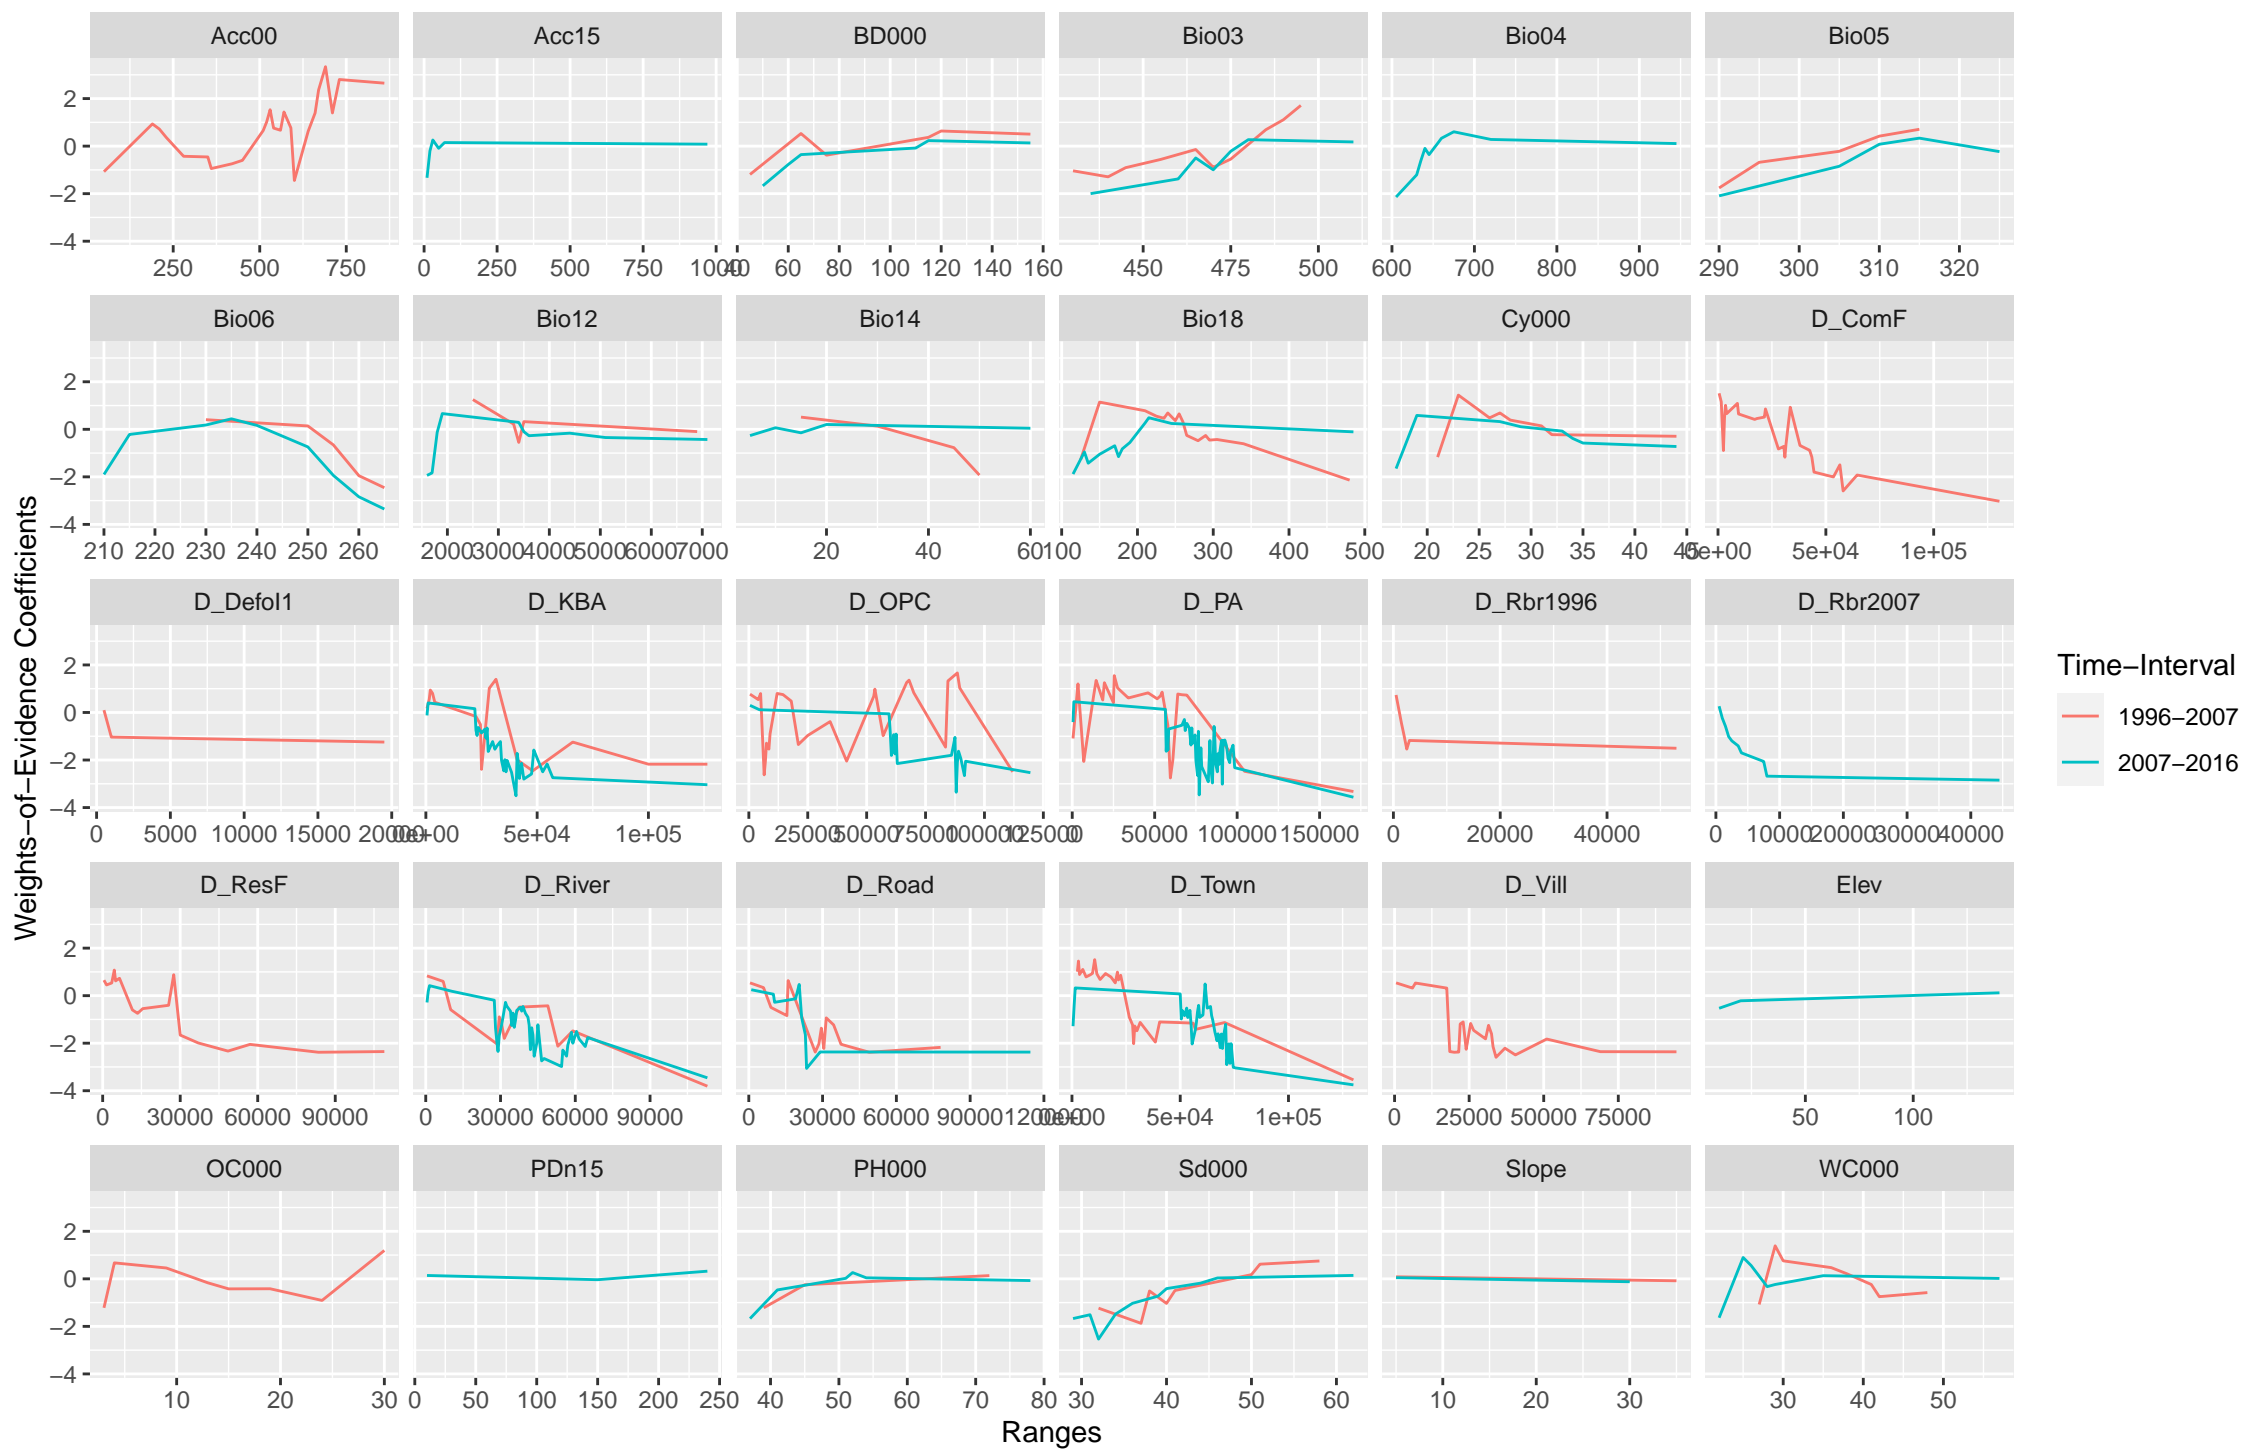 Acc00 Acc15 BD000 Bio03 Bio04 Bio05
2
0
−2
−4
250 500 750 0 250 500 750 1000 40 60 80 100 120 140 160 450 475 500 600 700 800 900 290 300 310 320
Bio06 Bio12 Bio14 Bio18 Cy000 D_ComF
2
0
−2
−4
210 220 230 240 250 260 2000 3000 4000 5000 6000 7000 20 40 60 100 200 300 400 500 20 25 30 35 40 45 0e+00 5e+04 1e+05
D_DefoI1 D_KBA D_OPC D_PA D_Rbr1996 D_Rbr2007
2
0
−2
−4
0 5000 10000 15000 20000 0e+00 5e+04 1e+05 0 25000 50000 75000 100000 125000 0 50000 100000 150000 0 20000 40000 0 10000 20000 30000 40000
D_ResF D_River D_Road D_Town D_Vill Elev
2
0
−2
−4
0 30000 60000 90000 0 30000 60000 90000 0 30000 60000 90000 120000 0e+00 5e+04 1e+05 0 25000 50000 75000 50 100
OC000 PDn15 PH000 Sd000 Slope WC000
2
0
−2
−4
10 20 30 0 50 100 150 200 250 40 50 60 70 80 30 40 50 60 10 20 30 30 40 50
Ranges
Weights−of−Evidence Coefficients
Time−Interval
1996−2007
2007−2016